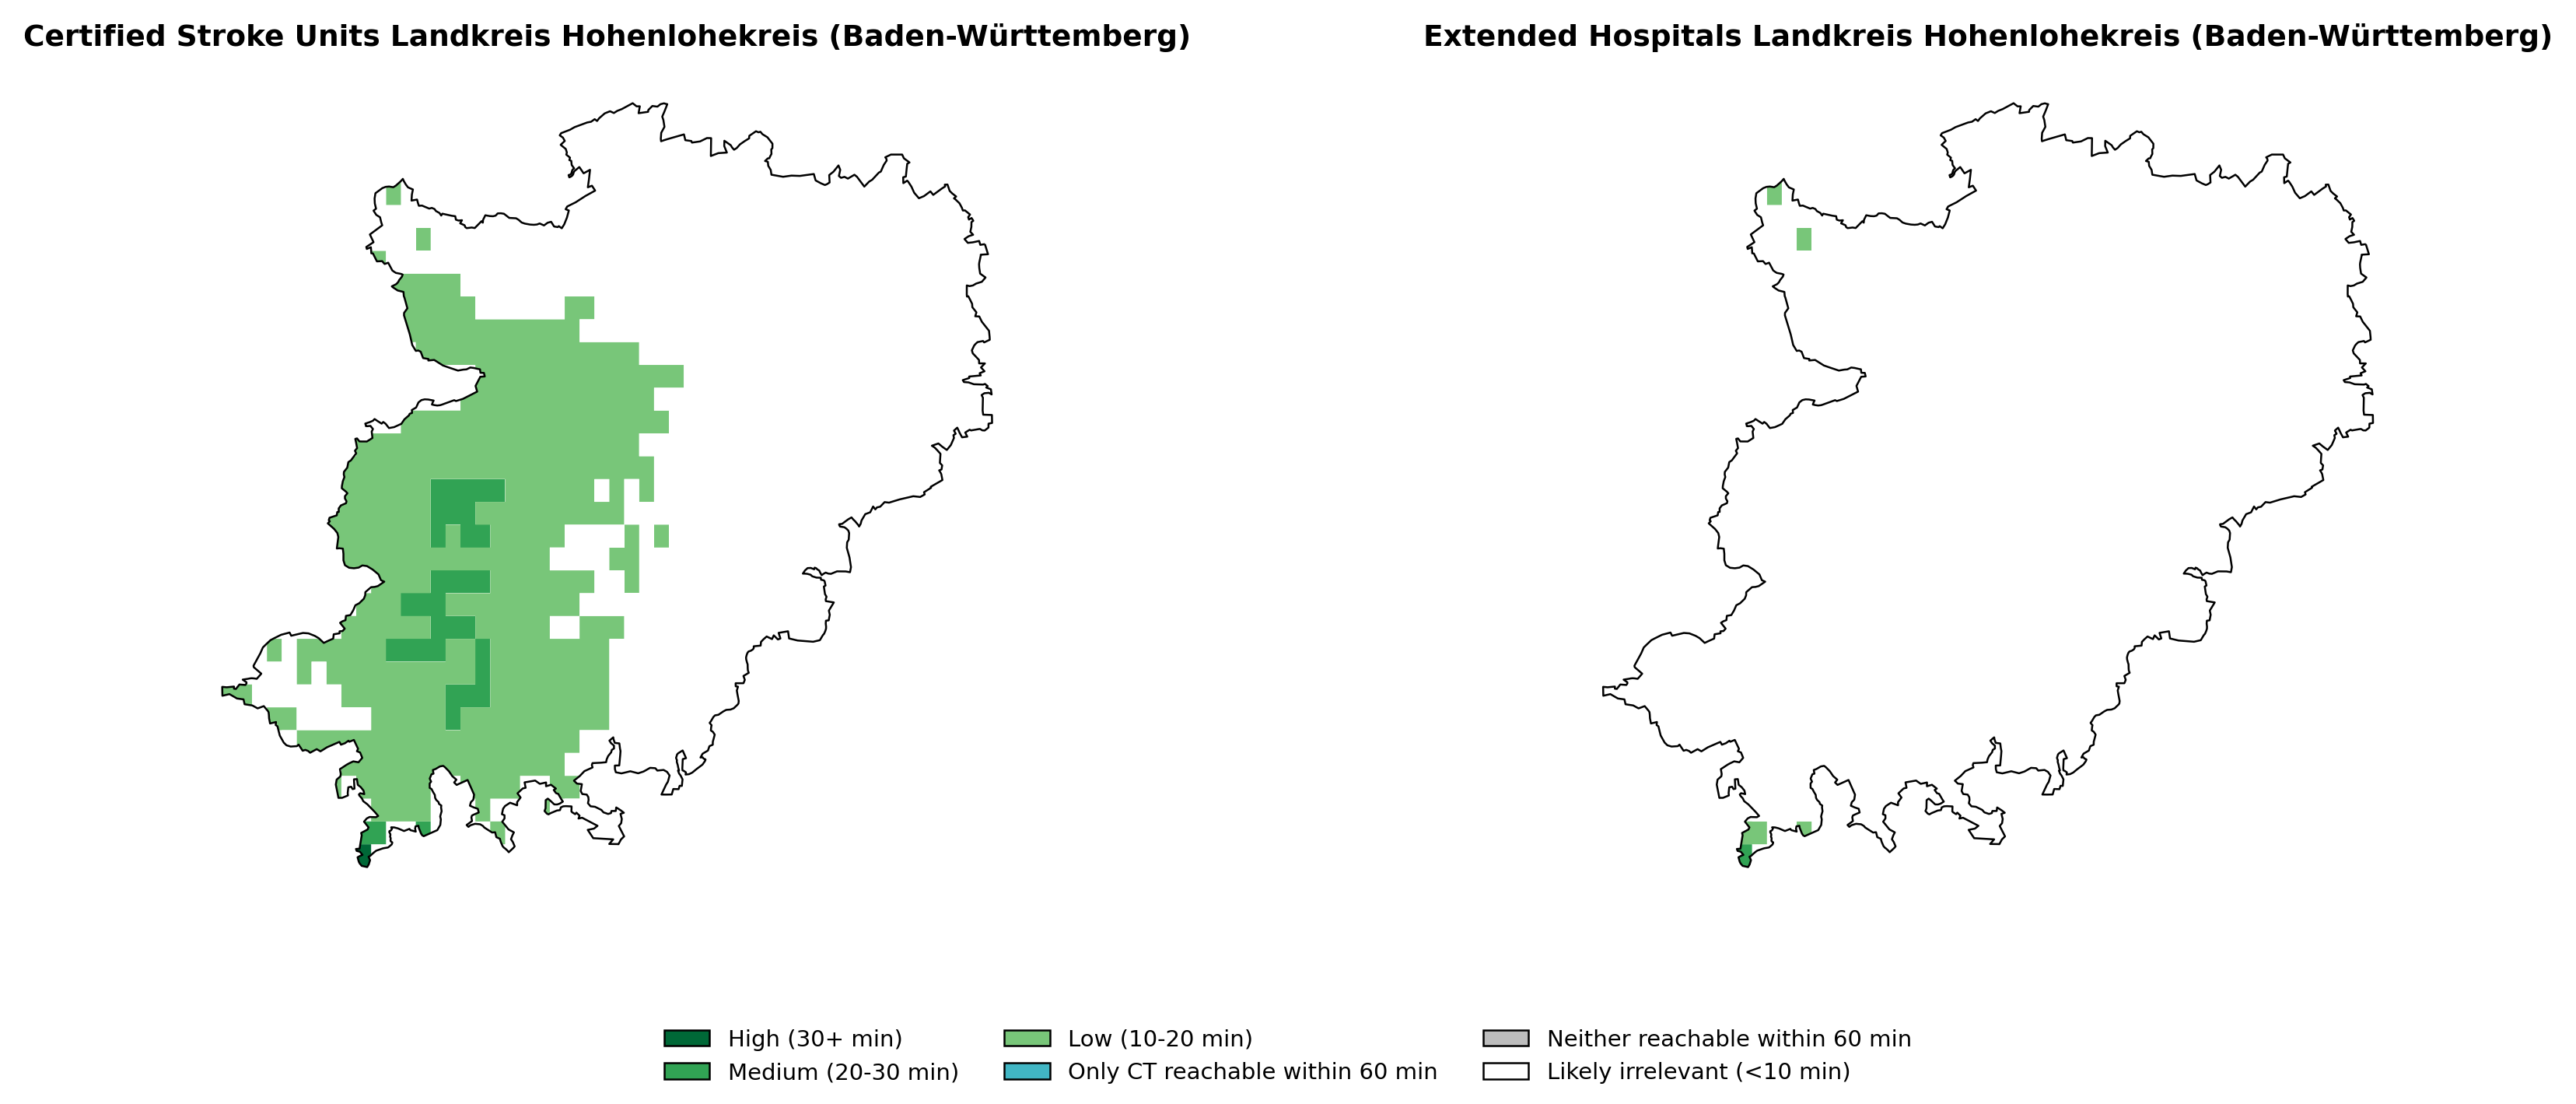 Certified Stroke Units Landkreis Hohenlohekreis (Baden-Württemberg)
Extended Hospitals Landkreis Hohenlohekreis (Baden-Württemberg)
High (30+ min)
Medium (20-30 min)
Low (10-20 min)
Only CT reachable within 60 min
Neither reachable within 60 min
Likely irrelevant (<10 min)